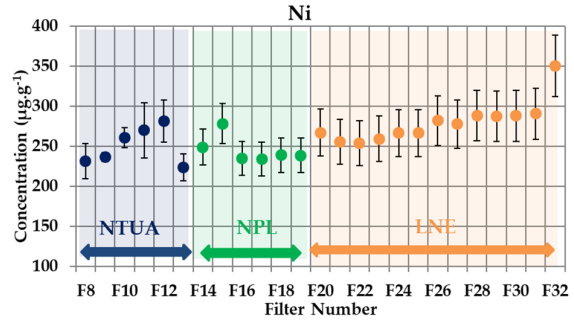 Ni
Concentration (µg.g-1)
400
350
300
250
200
150
100
NTUA
NPL
LNE
F8 F10 F12 F14 F16 F18 F20 F22 F24 F26 F28 F30 F32
Filter Number